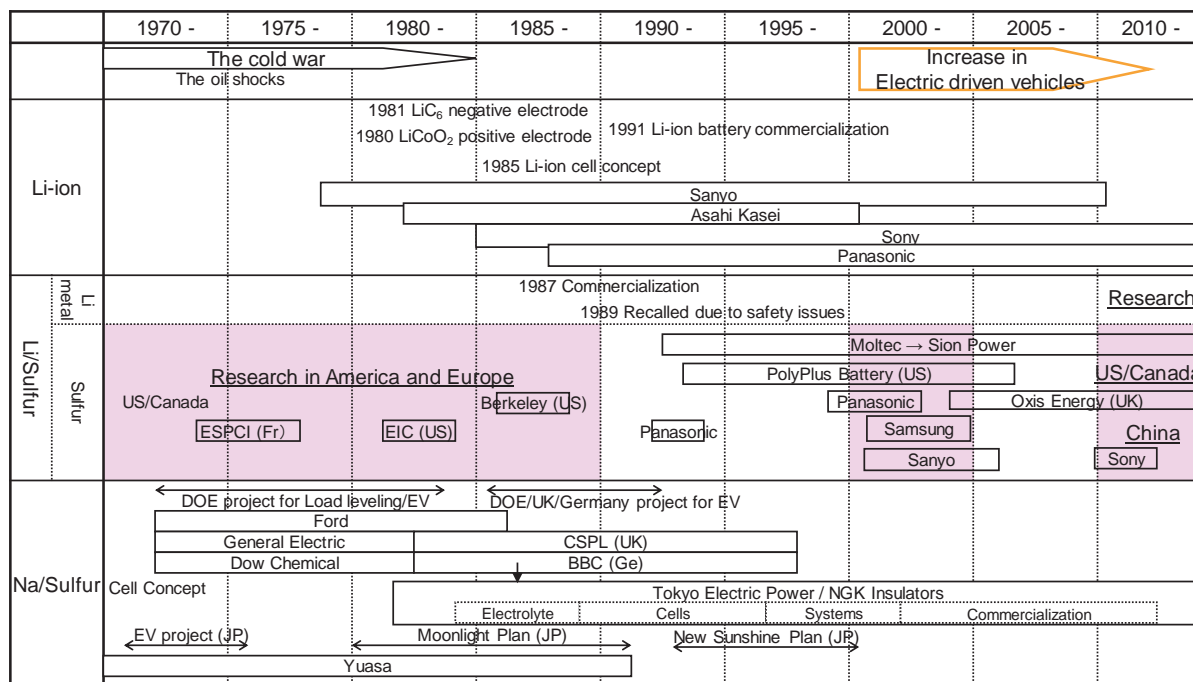 1970 - 1975 - 1980 - 1985 - 1990 - 1995 - 2000 - 2005 - 2010 -
The cold war
The oil shocks
Increase in
Electric driven vehicles
Li-ion
1981 LiC6 negative electrode
1980 LiCoO2 positive electrode
1991 Li-ion battery commercialization
1985 Li-ion cell concept
Sanyo
Asahi Kasei
Sony
Panasonic
Li/Sulfur
Li
metal
1987 Commercialization
1989 Recalled due to safety issues
Research
Sulfur
Moltec → Sion Power
Research in America and Europe
PolyPlus Battery (US)
US/Canada
US/Canada
Berkeley (US)
Panasonic
Oxis Energy (UK)
ESPCI (Fr)
EIC (US)
Panasonic
Samsung
China
Sanyo
Sony
Na/Sulfur
DOE project for Load leveling/EV
DOE/UK/Germany project for EV
Ford
General Electric
CSPL (UK)
Dow Chemical
BBC (Ge)
Cell Concept
Tokyo Electric Power / NGK Insulators
Electrolyte
Cells
Systems
Commercialization
EV project (JP)
Moonlight Plan (JP)
New Sunshine Plan (JP)
Yuasa